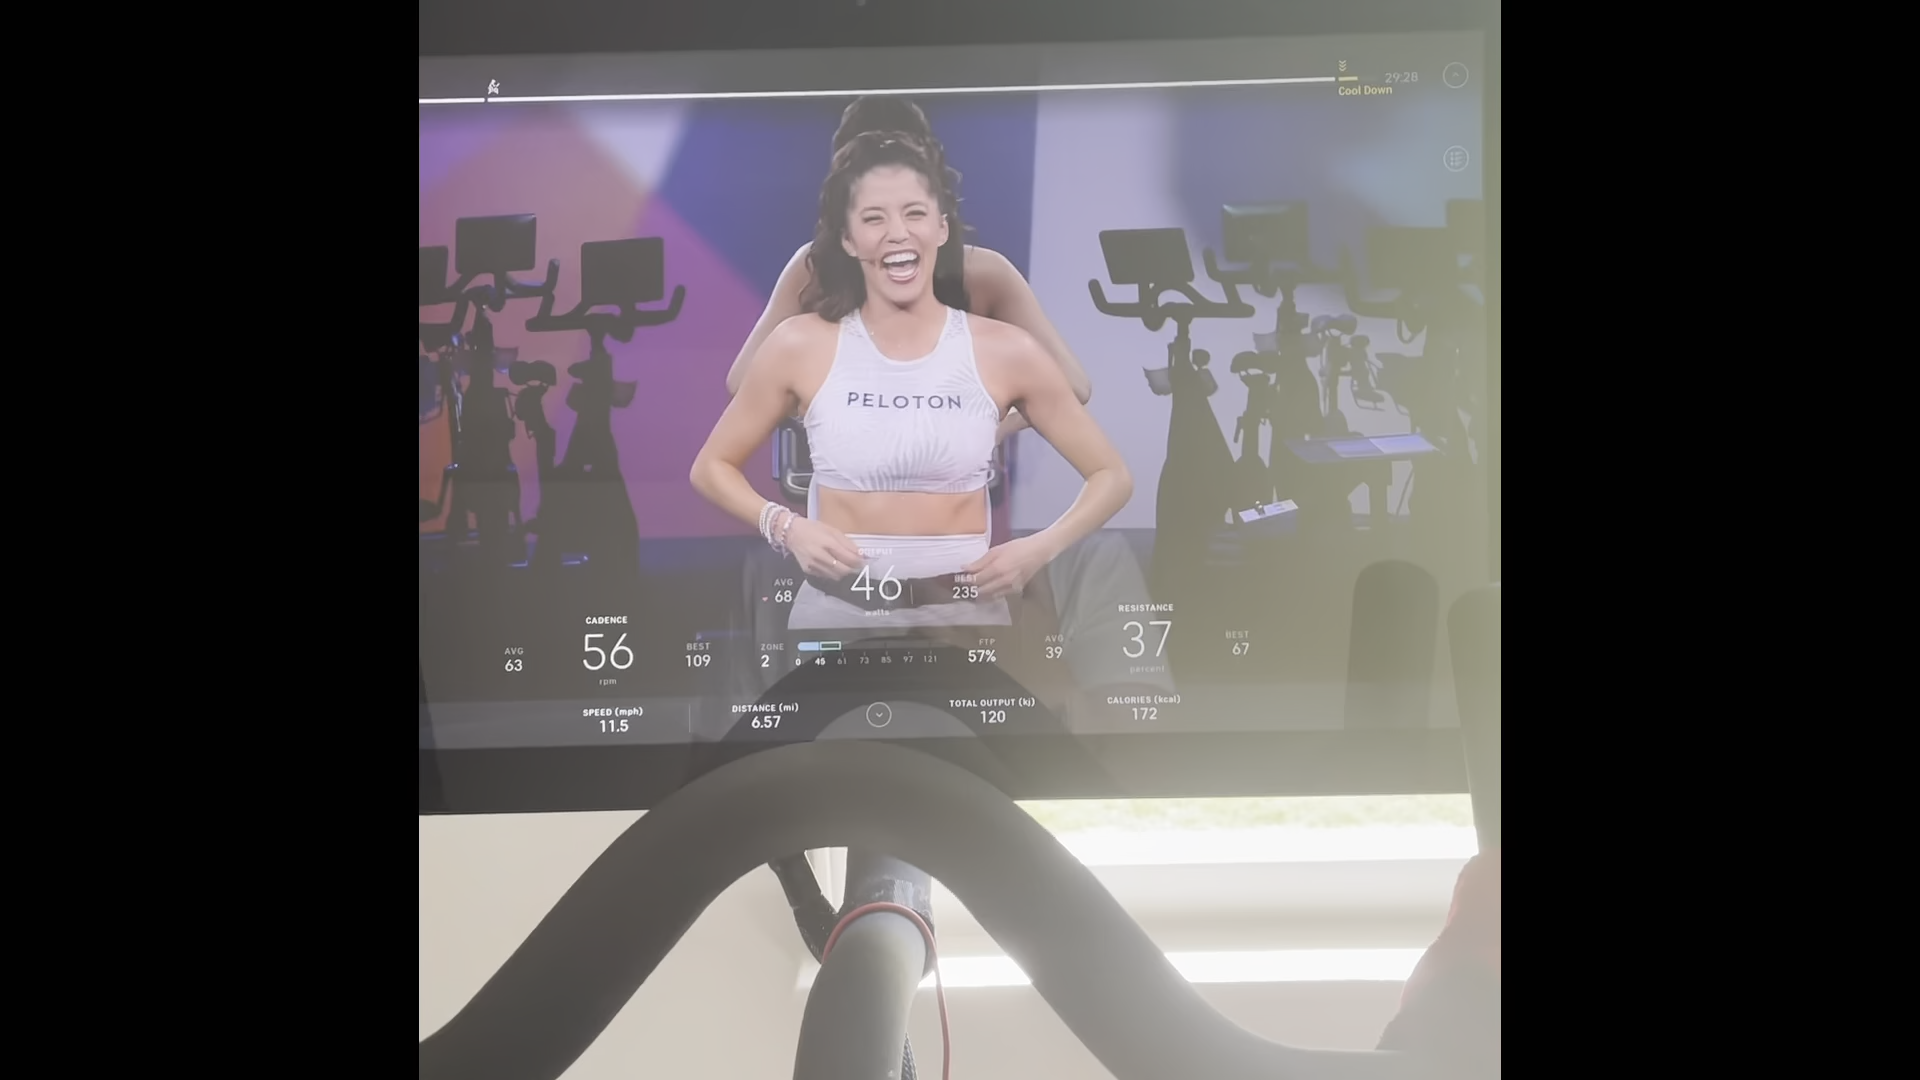 29:28
Cool Down
PELOTON
OUTPUT
AVG
68
46
watts
BEST
235
CADENCE
AVG
63
56
rpm
BEST
109
ZONE
2
0 45 61 73 85 97 121
FTP
57%
RESISTANCE
AVG
39
37
percent
BEST
67
SPEED (mph)
11.5
DISTANCE (mi)
6.57
TOTAL OUTPUT (kj)
120
CALORIES (kcal)
172